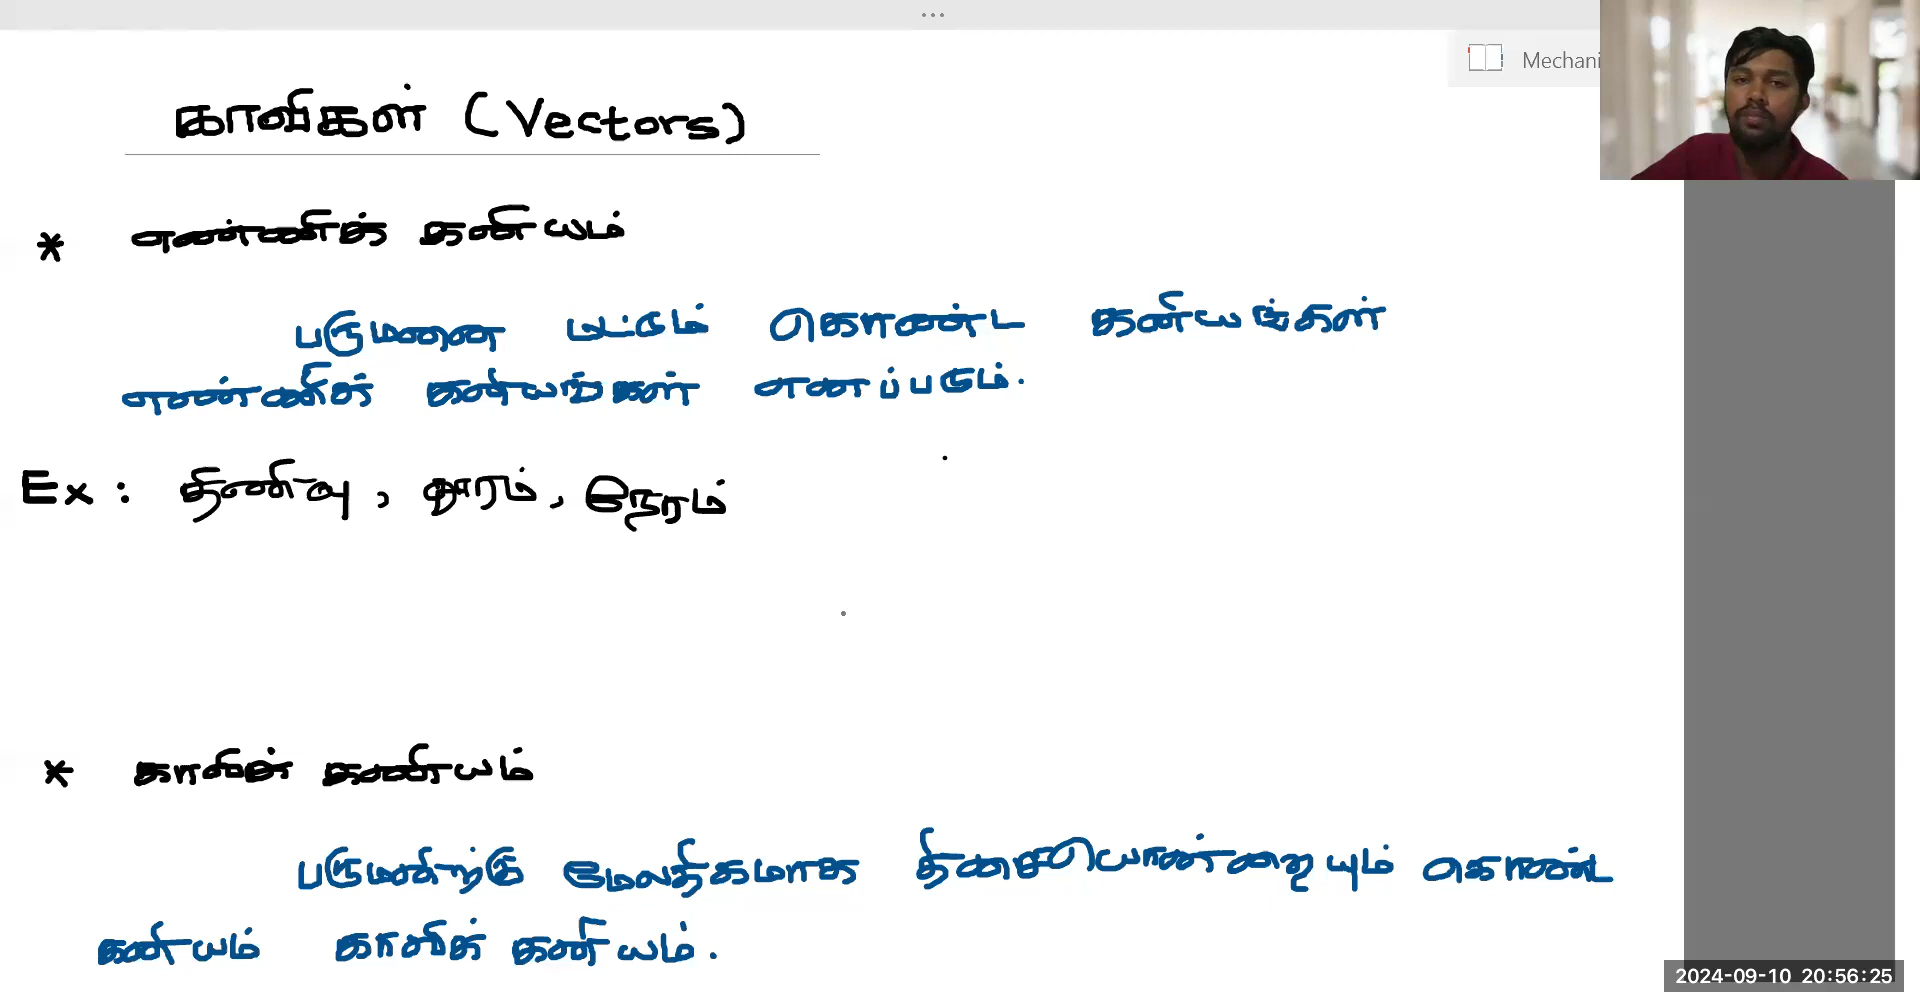 Mechani
காவிகள் (Vectors)
* எண்ணிக் கணியம்
பருமனை மட்டும் கொண்ட கணியங்கள்
எண்ணிக் கணியங்கள் எனப்படும்.
Ex : திணிவு, தூரம், நேரம்
* காவிக் கணியம்
பருமனிற்கு மேலதிகமாக திசையொன்றையும் கொண்ட
கணியம் காவிக் கணியம்.
2024-09-10 20:56:25